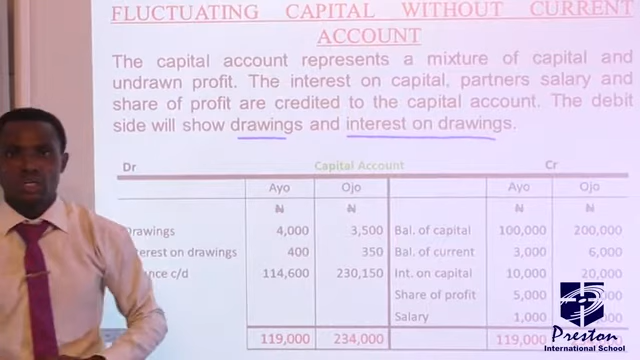 FLUCTUATING CAPITAL WITHOUT CURRENT
ACCOUNT
The capital account represents a mixture of capital and
undrawn profit. The interest on capital, partners salary and
share of profit are credited to the capital account. The debit
side will show drawings and interest on drawings.
Dr Capital Account Cr
Ayo Ojo Ayo Ojo
₦ ₦ ₦ ₦
Drawings 4,000 3,500 Bal. of capital 100,000 200,000
on drawings 400 350 Bal. of current 3,000 6,000
c/d 114,600 230,150 Int. on capital 10,000 20,000
Share of profit 5,000
Salary 1,000
119,000 234,000 119,000
Preston
International School